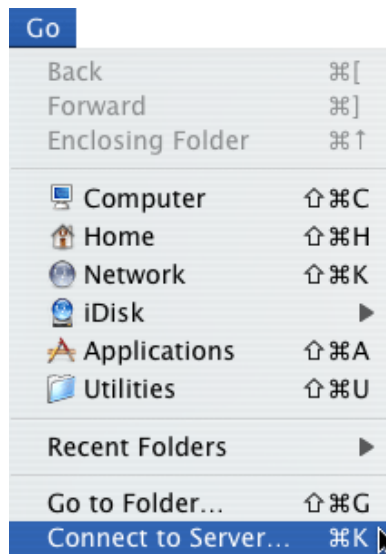 Go
Back ⌘[
Forward ⌘]
Enclosing Folder ⌘↑
Computer ⇧⌘C
Home ⇧⌘H
Network ⇧⌘K
iDisk
Applications ⇧⌘A
Utilities ⇧⌘U
Recent Folders
Go to Folder... ⇧⌘G
Connect to Server... ⌘K